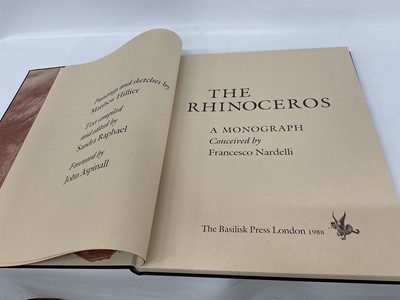 Paintings and sketches by
Matthew Hillier
Text compiled
and edited by
Sandra Raphael
Foreword by
John Aspinall
THE
RHINOCEROS
A MONOGRAPH
Conceived by
Francesco Nardelli
The Basilisk Press London 1988